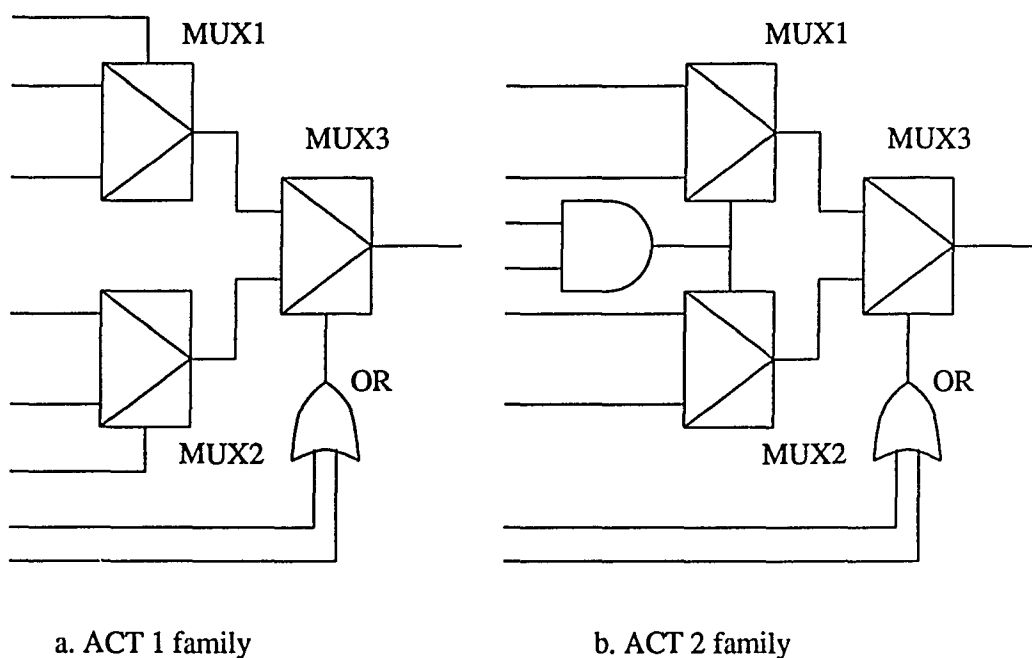 MUX1
MUX3
OR
MUX2
a. ACT 1 family
MUX1
MUX3
OR
MUX2
b. ACT 2 family